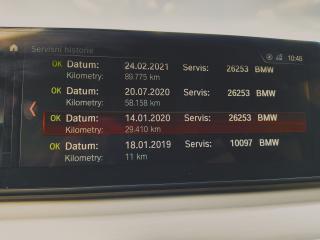 Servisní historie 10:46
OK Datum: 24.02.2021 Servis: 26253 BMW
Kilometry: 89.775 km
OK Datum: 20.07.2020 Servis: 26253 BMW
Kilometry: 58.158 km
OK Datum: 14.01.2020 Servis: 26253 BMW
Kilometry: 29.410 km
OK Datum: 18.01.2019 Servis: 10097 BMW
Kilometry: 11 km